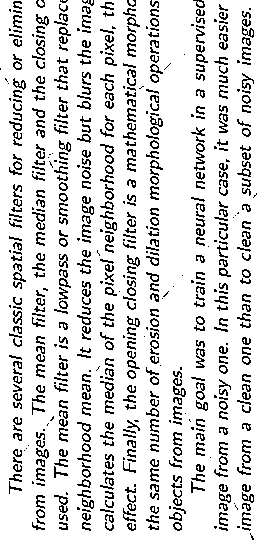 There are several classic spatial filters for reducing or elimin
from images. The mean filter, the median filter and the closing o
used. The mean filter is a lowpass or smoothing filter that replace
neighborhood mean. It reduces the image noise but blurs the imag
calculates the median of the pixel neighborhood for each pixel, th
effect. Finally, the opening closing filter is a mathematical morpho
the same number of erosion and dilation morphological operations
objects from images.
The main goal was to train a neural network in a supervised
image from a noisy one. In this particular case, it was much easier
image from a clean one than to clean a subset of noisy images.